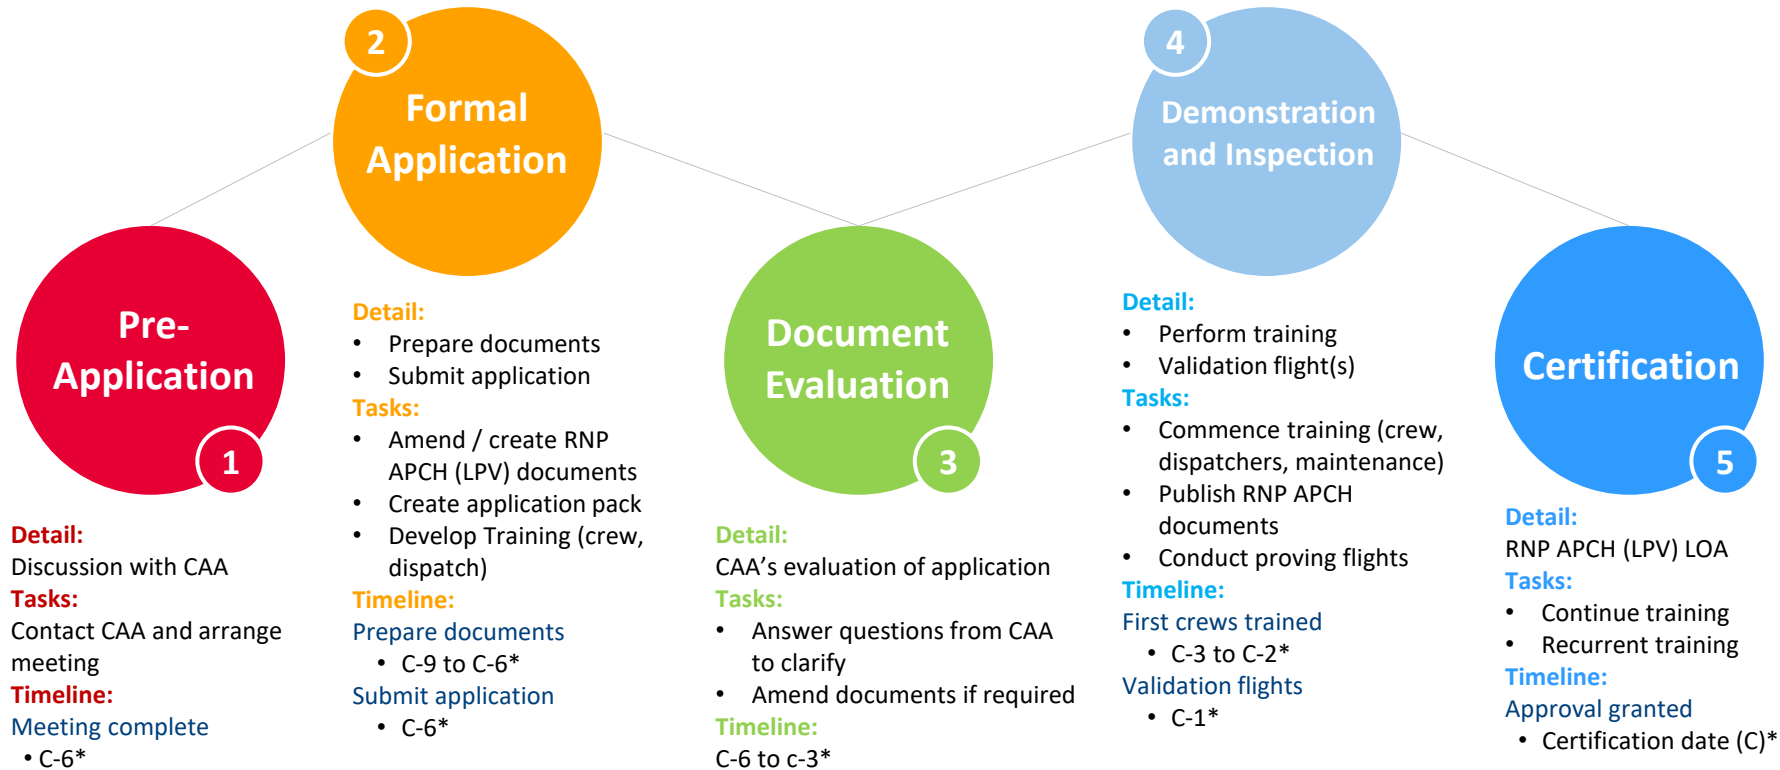 Pre-
Application
1
Detail:
Discussion with CAA
Tasks:
Contact CAA and arrange
meeting
Timeline:
Meeting complete
• C-6*
2
Formal
Application
Detail:
• Prepare documents
• Submit application
Tasks:
• Amend / create RNP
APCH (LPV) documents
• Create application pack
• Develop Training (crew,
dispatch)
Timeline:
Prepare documents
• C-9 to C-6*
Submit application
• C-6*
Document
Evaluation
3
Detail:
CAA’s evaluation of application
Tasks:
• Answer questions from CAA
to clarify
• Amend documents if required
Timeline:
C-6 to c-3*
4
Demonstration
and Inspection
Detail:
• Perform training
• Validation flight(s)
Tasks:
• Commence training (crew,
dispatchers, maintenance)
• Publish RNP APCH
documents
• Conduct proving flights
Timeline:
First crews trained
• C-3 to C-2*
Validation flights
• C-1*
Certification
5
Detail:
RNP APCH (LPV) LOA
Tasks:
• Continue training
• Recurrent training
Timeline:
Approval granted
• Certification date (C)*